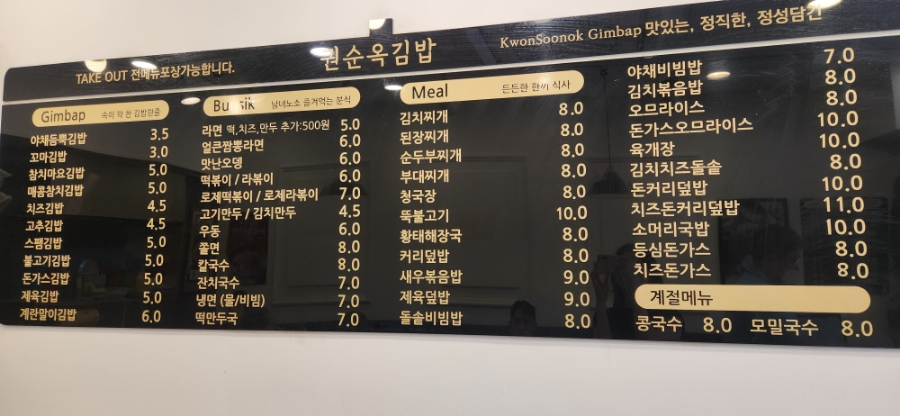 TAKE OUT 전메뉴포장가능합니다.
권순옥김밥
KwonSoonok Gimbap 맛있는, 정직한, 정성담긴
Gimbap 속이 꽉 찬 김밥한줄
야채듬뿍김밥 3.5
꼬마김밥 3.0
참치마요김밥 5.0
매콤참치김밥 5.0
치즈김밥 4.5
고추김밥 4.5
스팸김밥 5.0
불고기김밥 5.0
돈가스김밥 5.0
제육김밥 5.0
계란말이김밥 6.0
Bunsik 남녀노소 즐겨먹는 분식
라면 떡,치즈,만두 추가:500원 5.0
얼큰짬뽕라면 6.0
맛난오뎅 6.0
떡볶이 / 라볶이 6.0
로제떡볶이 / 로제라볶이 7.0
고기만두 / 김치만두 4.5
우동 6.0
쫄면 8.0
칼국수 8.0
잔치국수 7.0
냉면 (물/비빔) 7.0
떡만두국 7.0
Meal 든든한 한끼 식사
김치찌개 8.0
된장찌개 8.0
순두부찌개 8.0
부대찌개 8.0
청국장 8.0
뚝불고기 10.0
황태해장국 8.0
커리덮밥 8.0
새우볶음밥 9.0
제육덮밥 9.0
돌솥비빔밥 8.0
야채비빔밥 7.0
김치볶음밥 8.0
오므라이스 8.0
돈가스오므라이스 10.0
육개장 10.0
김치치즈돌솥 8.0
돈커리덮밥 10.0
치즈돈커리덮밥 11.0
소머리국밥 10.0
등심돈가스 8.0
치즈돈가스 8.0
계절메뉴
콩국수 8.0 모밀국수 8.0